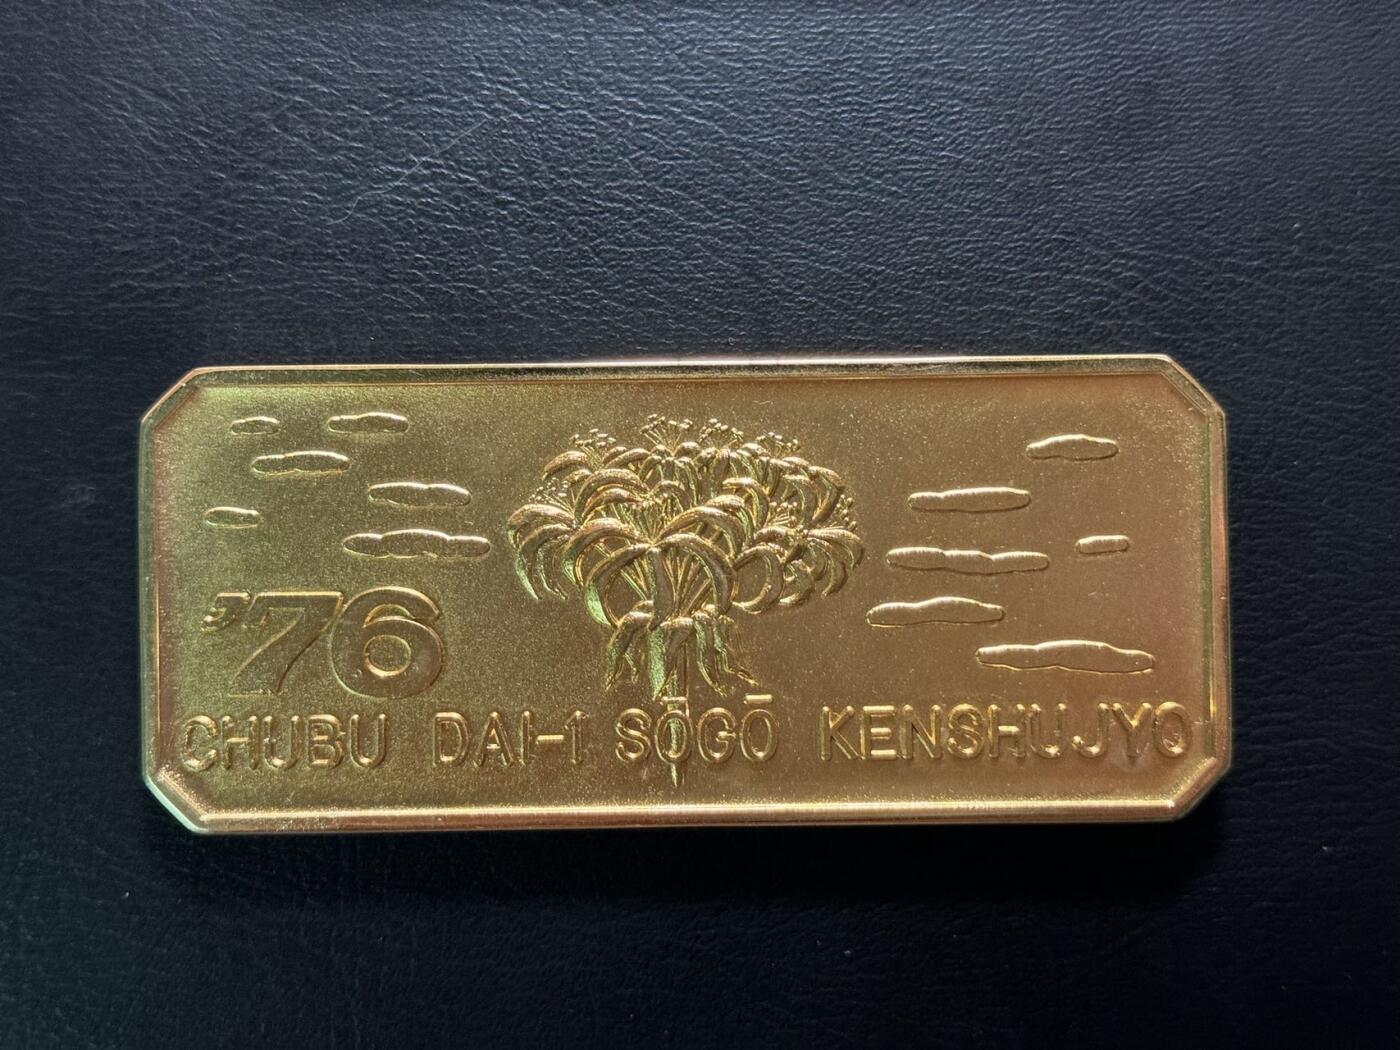 '76
CHUBU DAI-1 SŌGŌ KENSHUJYO